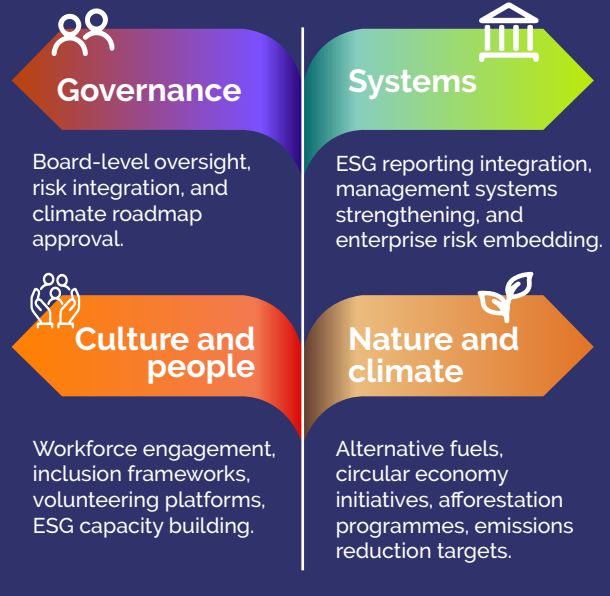 Governance
Board-level oversight,
risk integration, and
climate roadmap
approval.
Systems
ESG reporting integration,
management systems
strengthening, and
enterprise risk embedding.
Culture and
people
Workforce engagement,
inclusion frameworks,
volunteering platforms,
ESG capacity building.
Nature and
climate
Alternative fuels,
circular economy
initiatives, afforestation
programmes, emissions
reduction targets.